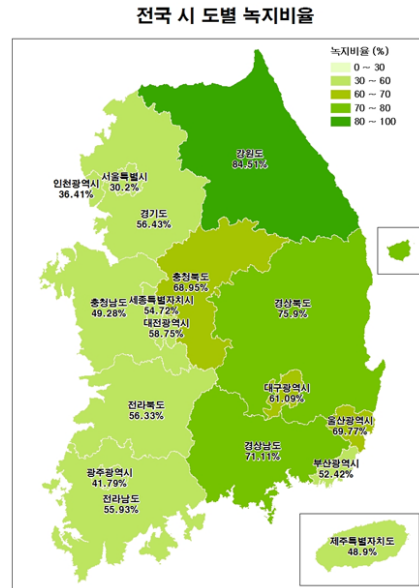 전국 시 도별 녹지비율
녹지비율 (%)
0 ~ 30
30 ~ 60
60 ~ 70
70 ~ 80
80 ~ 100
강원도
84.51%
서울특별시
30.2%
인천광역시
36.41%
경기도
56.43%
충청북도
68.95%
세종특별자치시
54.72%
충청남도
49.28%
대전광역시
58.75%
경상북도
75.9%
대구광역시
61.09%
전라북도
56.33%
울산광역시
69.77%
경상남도
71.11%
부산광역시
52.42%
광주광역시
41.79%
전라남도
55.93%
제주특별자치도
48.9%